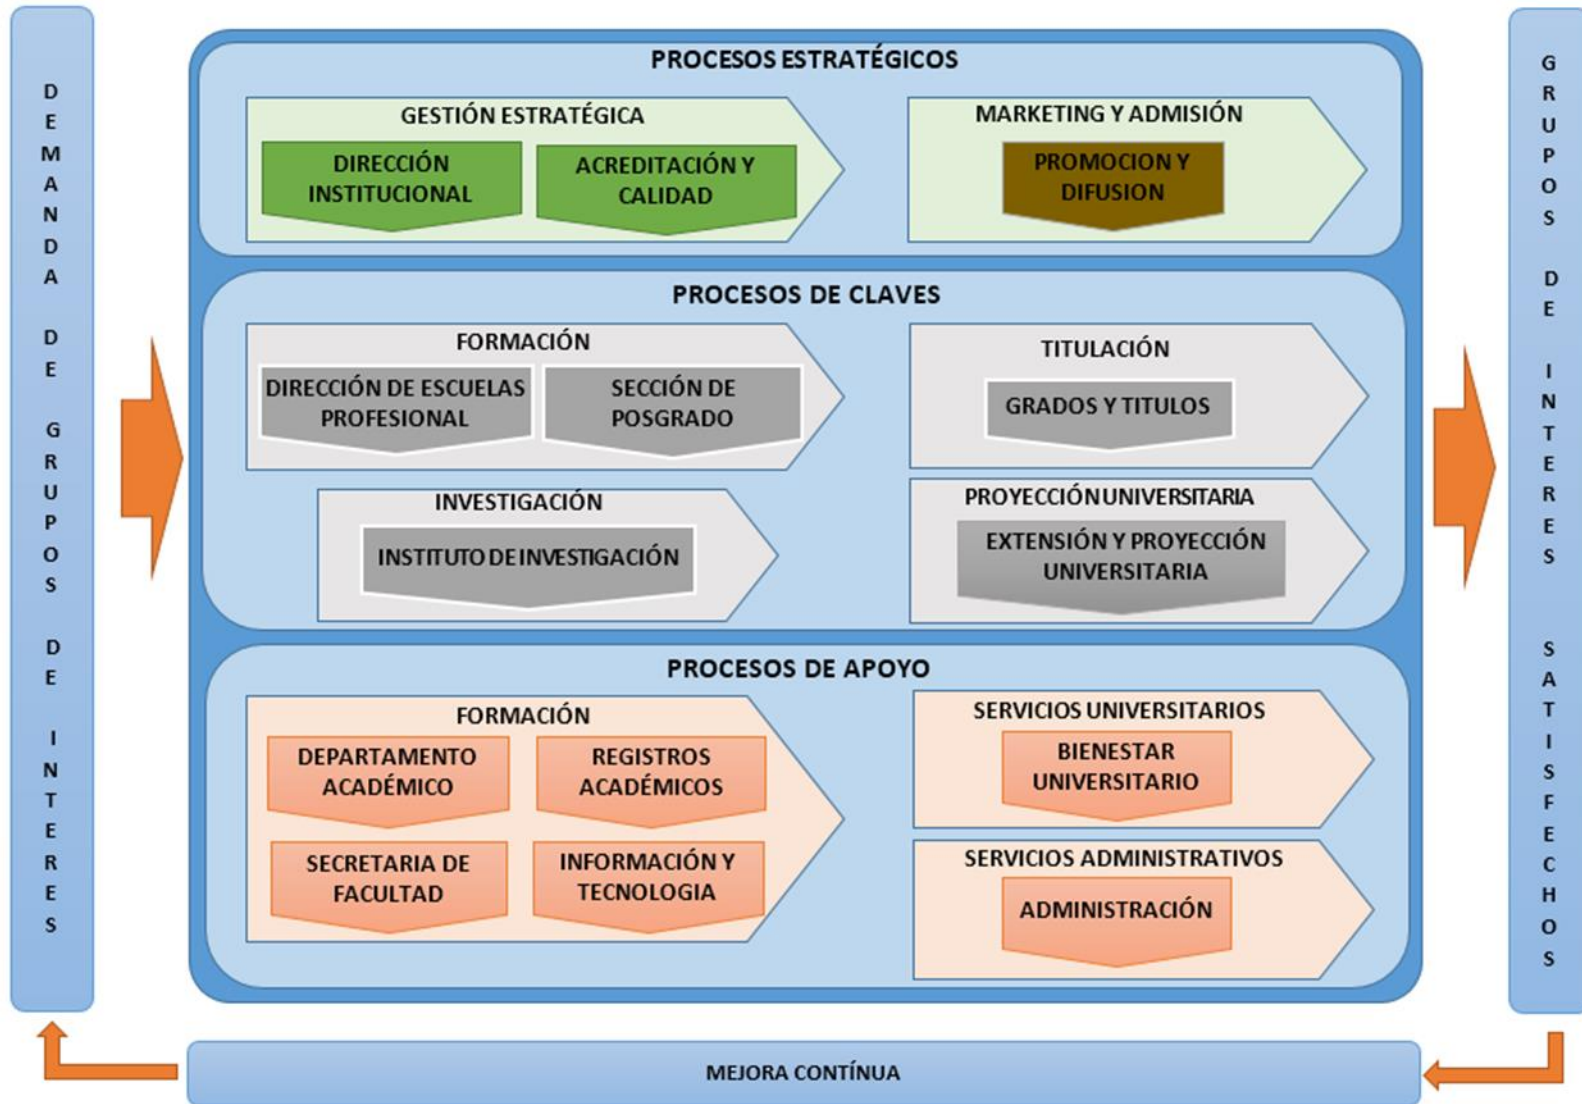 DEMANDA DE GRUPOS DE INTERES
PROCESOS ESTRATÉGICOS
GESTIÓN ESTRATÉGICA
DIRECCIÓN
INSTITUCIONAL
ACREDITACIÓN Y
CALIDAD
MARKETING Y ADMISIÓN
PROMOCION Y
DIFUSION
PROCESOS DE CLAVES
FORMACIÓN
DIRECCIÓN DE ESCUELAS
PROFESIONAL
SECCIÓN DE
POSGRADO
TITULACIÓN
GRADOS Y TITULOS
INVESTIGACIÓN
INSTITUTO DE INVESTIGACIÓN
PROYECCIÓN UNIVERSITARIA
EXTENSIÓN Y PROYECCIÓN
UNIVERSITARIA
PROCESOS DE APOYO
FORMACIÓN
DEPARTAMENTO
ACADÉMICO
REGISTROS
ACADÉMICOS
SECRETARIA DE
FACULTAD
INFORMACIÓN Y
TECNOLOGIA
SERVICIOS UNIVERSITARIOS
BIENESTAR
UNIVERSITARIO
SERVICIOS ADMINISTRATIVOS
ADMINISTRACIÓN
GRUPOS DE INTERES SATISFECHOS
MEJORA CONTÍNUA